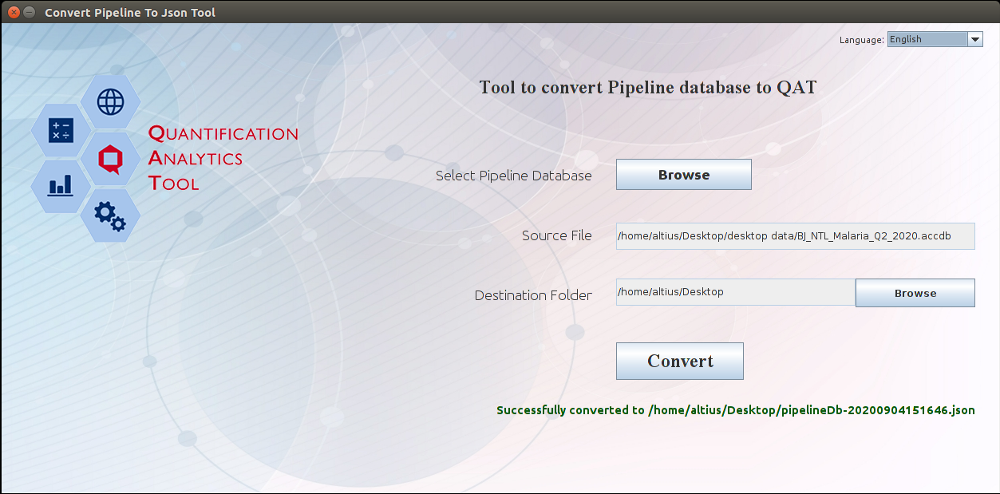 Convert Pipeline To Json Tool
Language: English
Tool to convert Pipeline database to QAT
QUANTIFICATION
ANALYTICS
TOOL
Select Pipeline Database Browse
Source File /home/altius/Desktop/desktop data/BJ_NTL_Malaria_Q2_2020.accdb
Destination Folder /home/altius/Desktop Browse
Convert
Successfully converted to /home/altius/Desktop/pipelineDb-20200904151646.json